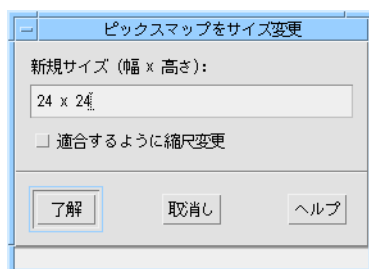 ピックスマップをサイズ変更
新規サイズ (幅 x 高さ):
24 x 24
適合するように縮尺変更
了解 取消し ヘルプ